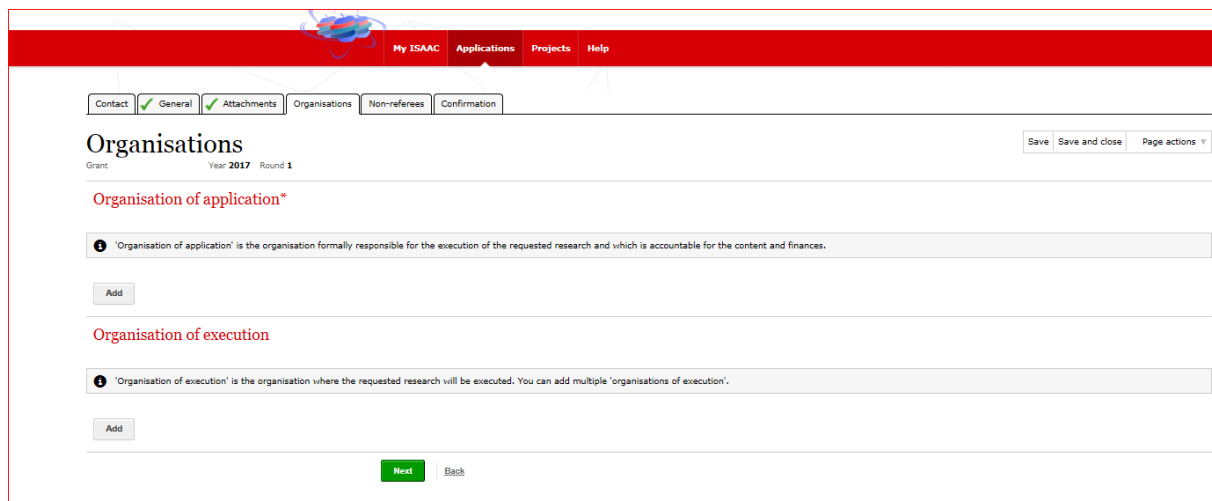 My ISAAC Applications Projects Help
Contact General Attachments Organisations Non-referees Confirmation
Organisations
Save Save and close Page actions
Grant Year 2017 Round 1
Organisation of application*
'Organisation of application' is the organisation formally responsible for the execution of the requested research and which is accountable for the content and finances.
Add
Organisation of execution
'Organisation of execution' is the organisation where the requested research will be executed. You can add multiple 'organisations of execution'.
Add
Next Back